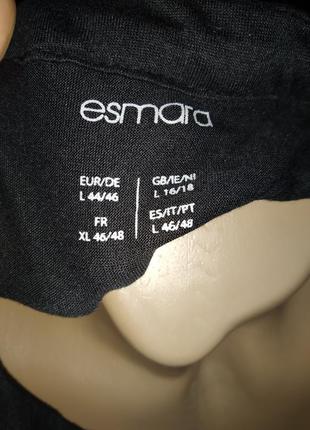 esmara
EUR/DE
L 44/46
GB/IE/NI
L 16/18
FR
XL 46/48
ES/IT/PT
L 46/48